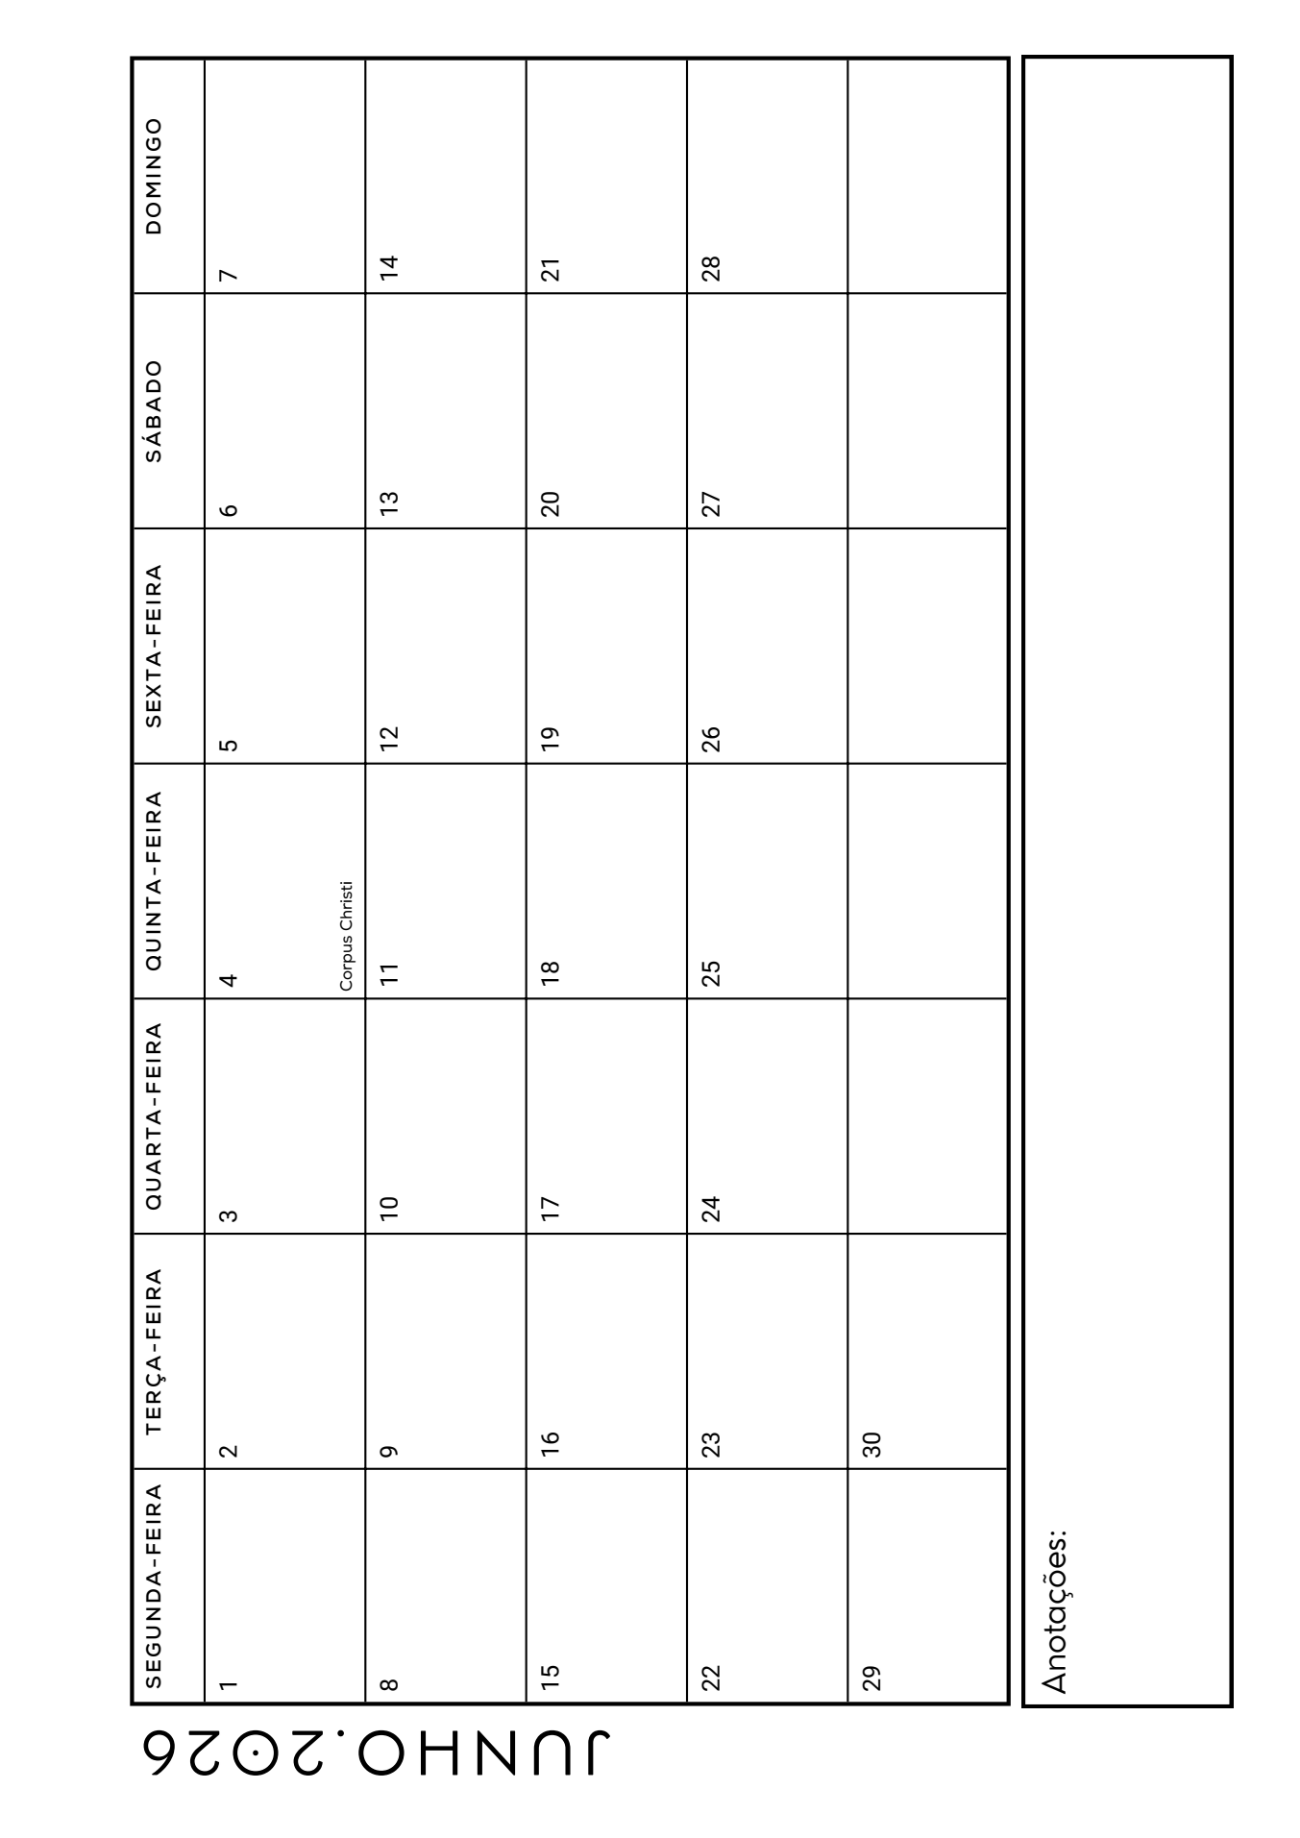 JUNHO.2026
SEGUNDA-FEIRA TERÇA-FEIRA QUARTA-FEIRA QUINTA-FEIRA SEXTA-FEIRA SÁBADO DOMINGO
1 2 3 4 5 6 7
Corpus Christi
8 9 10 11 12 13 14
15 16 17 18 19 20 21
22 23 24 25 26 27 28
29 30
Anotações: